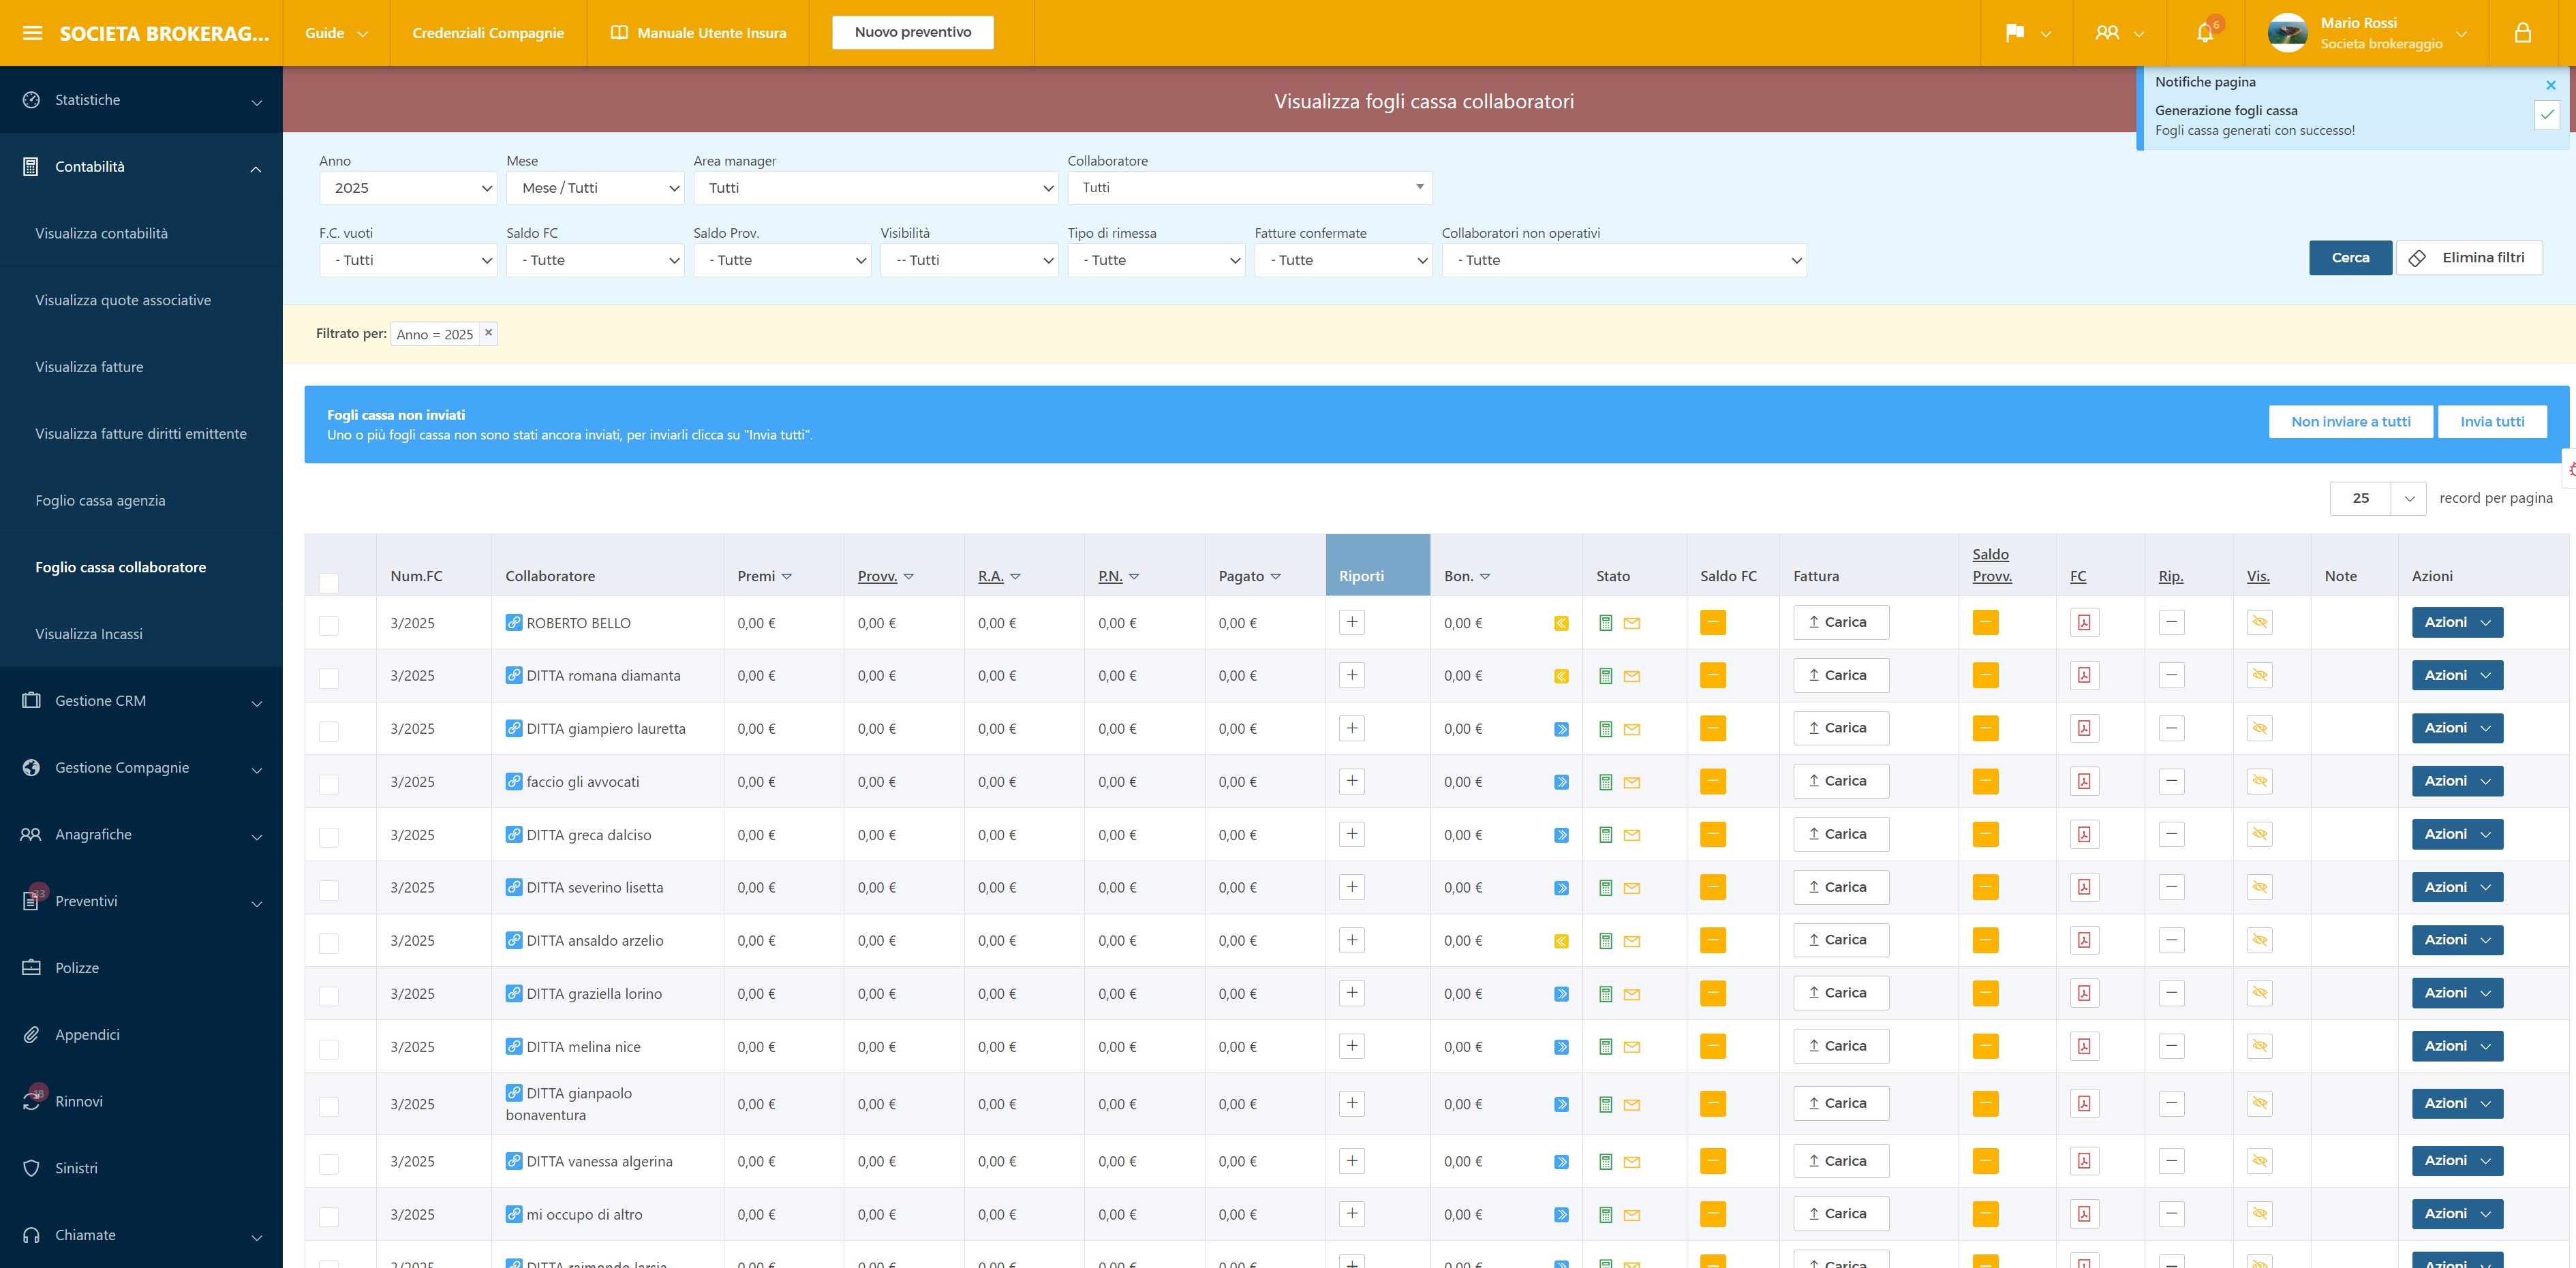 SOCIETA BROKERAG...
Guide
Credenziali Compagnie
Manuale Utente Insura
Nuovo preventivo
6
Mario Rossi
Societa brokeraggio
Statistiche
Contabilità
Visualizza contabilità
Visualizza quote associative
Visualizza fatture
Visualizza fatture diritti emittente
Foglio cassa agenzia
Foglio cassa collaboratore
Visualizza Incassi
Gestione CRM
Gestione Compagnie
Anagrafiche
33
Preventivi
Polizze
Appendici
Rinnovi
Sinistri
Chiamate
Visualizza fogli cassa collaboratori
Notifiche pagina
Generazione fogli cassa
Fogli cassa generati con successo!
Anno Mese Area manager Collaboratore
2025 Mese / Tutti Tutti Tutti
F.C. vuoti Saldo FC Saldo Prov. Visibilità Tipo di rimessa Fatture confermate Collaboratori non operativi
- Tutti - Tutte - Tutte -- Tutti - Tutte - Tutte - Tutte
Cerca Elimina filtri
Filtrato per: Anno = 2025 ×
Fogli cassa non inviati
Uno o più fogli cassa non sono stati ancora inviati, per inviarli clicca su "Invia tutti".
Non inviare a tutti Invia tutti
25 record per pagina
Num.FC Collaboratore Premi Provv. R.A. P.N. Pagato Riporti Bon. Stato Saldo FC Fattura Saldo Provv. FC Rip. Vis. Note Azioni
3/2025 ROBERTO BELLO 0,00 € 0,00 € 0,00 € 0,00 € 0,00 € 0,00 € Carica Azioni
3/2025 DITTA romana diamanta 0,00 € 0,00 € 0,00 € 0,00 € 0,00 € 0,00 € Carica Azioni
3/2025 DITTA giampiero lauretta 0,00 € 0,00 € 0,00 € 0,00 € 0,00 € 0,00 € Carica Azioni
3/2025 faccio gli avvocati 0,00 € 0,00 € 0,00 € 0,00 € 0,00 € 0,00 € Carica Azioni
3/2025 DITTA greca dalciso 0,00 € 0,00 € 0,00 € 0,00 € 0,00 € 0,00 € Carica Azioni
3/2025 DITTA severino lisetta 0,00 € 0,00 € 0,00 € 0,00 € 0,00 € 0,00 € Carica Azioni
3/2025 DITTA ansaldo arzelio 0,00 € 0,00 € 0,00 € 0,00 € 0,00 € 0,00 € Carica Azioni
3/2025 DITTA graziella lorino 0,00 € 0,00 € 0,00 € 0,00 € 0,00 € 0,00 € Carica Azioni
3/2025 DITTA melina nice 0,00 € 0,00 € 0,00 € 0,00 € 0,00 € 0,00 € Carica Azioni
3/2025 DITTA gianpaolo bonaventura 0,00 € 0,00 € 0,00 € 0,00 € 0,00 € 0,00 € Carica Azioni
3/2025 DITTA vanessa algerina 0,00 € 0,00 € 0,00 € 0,00 € 0,00 € 0,00 € Carica Azioni
3/2025 mi occupo di altro 0,00 € 0,00 € 0,00 € 0,00 € 0,00 € 0,00 € Carica Azioni
3/2025 DITTA raimondo larsia 0,00 € 0,00 € 0,00 € 0,00 € 0,00 € 0,00 € Carica Azioni